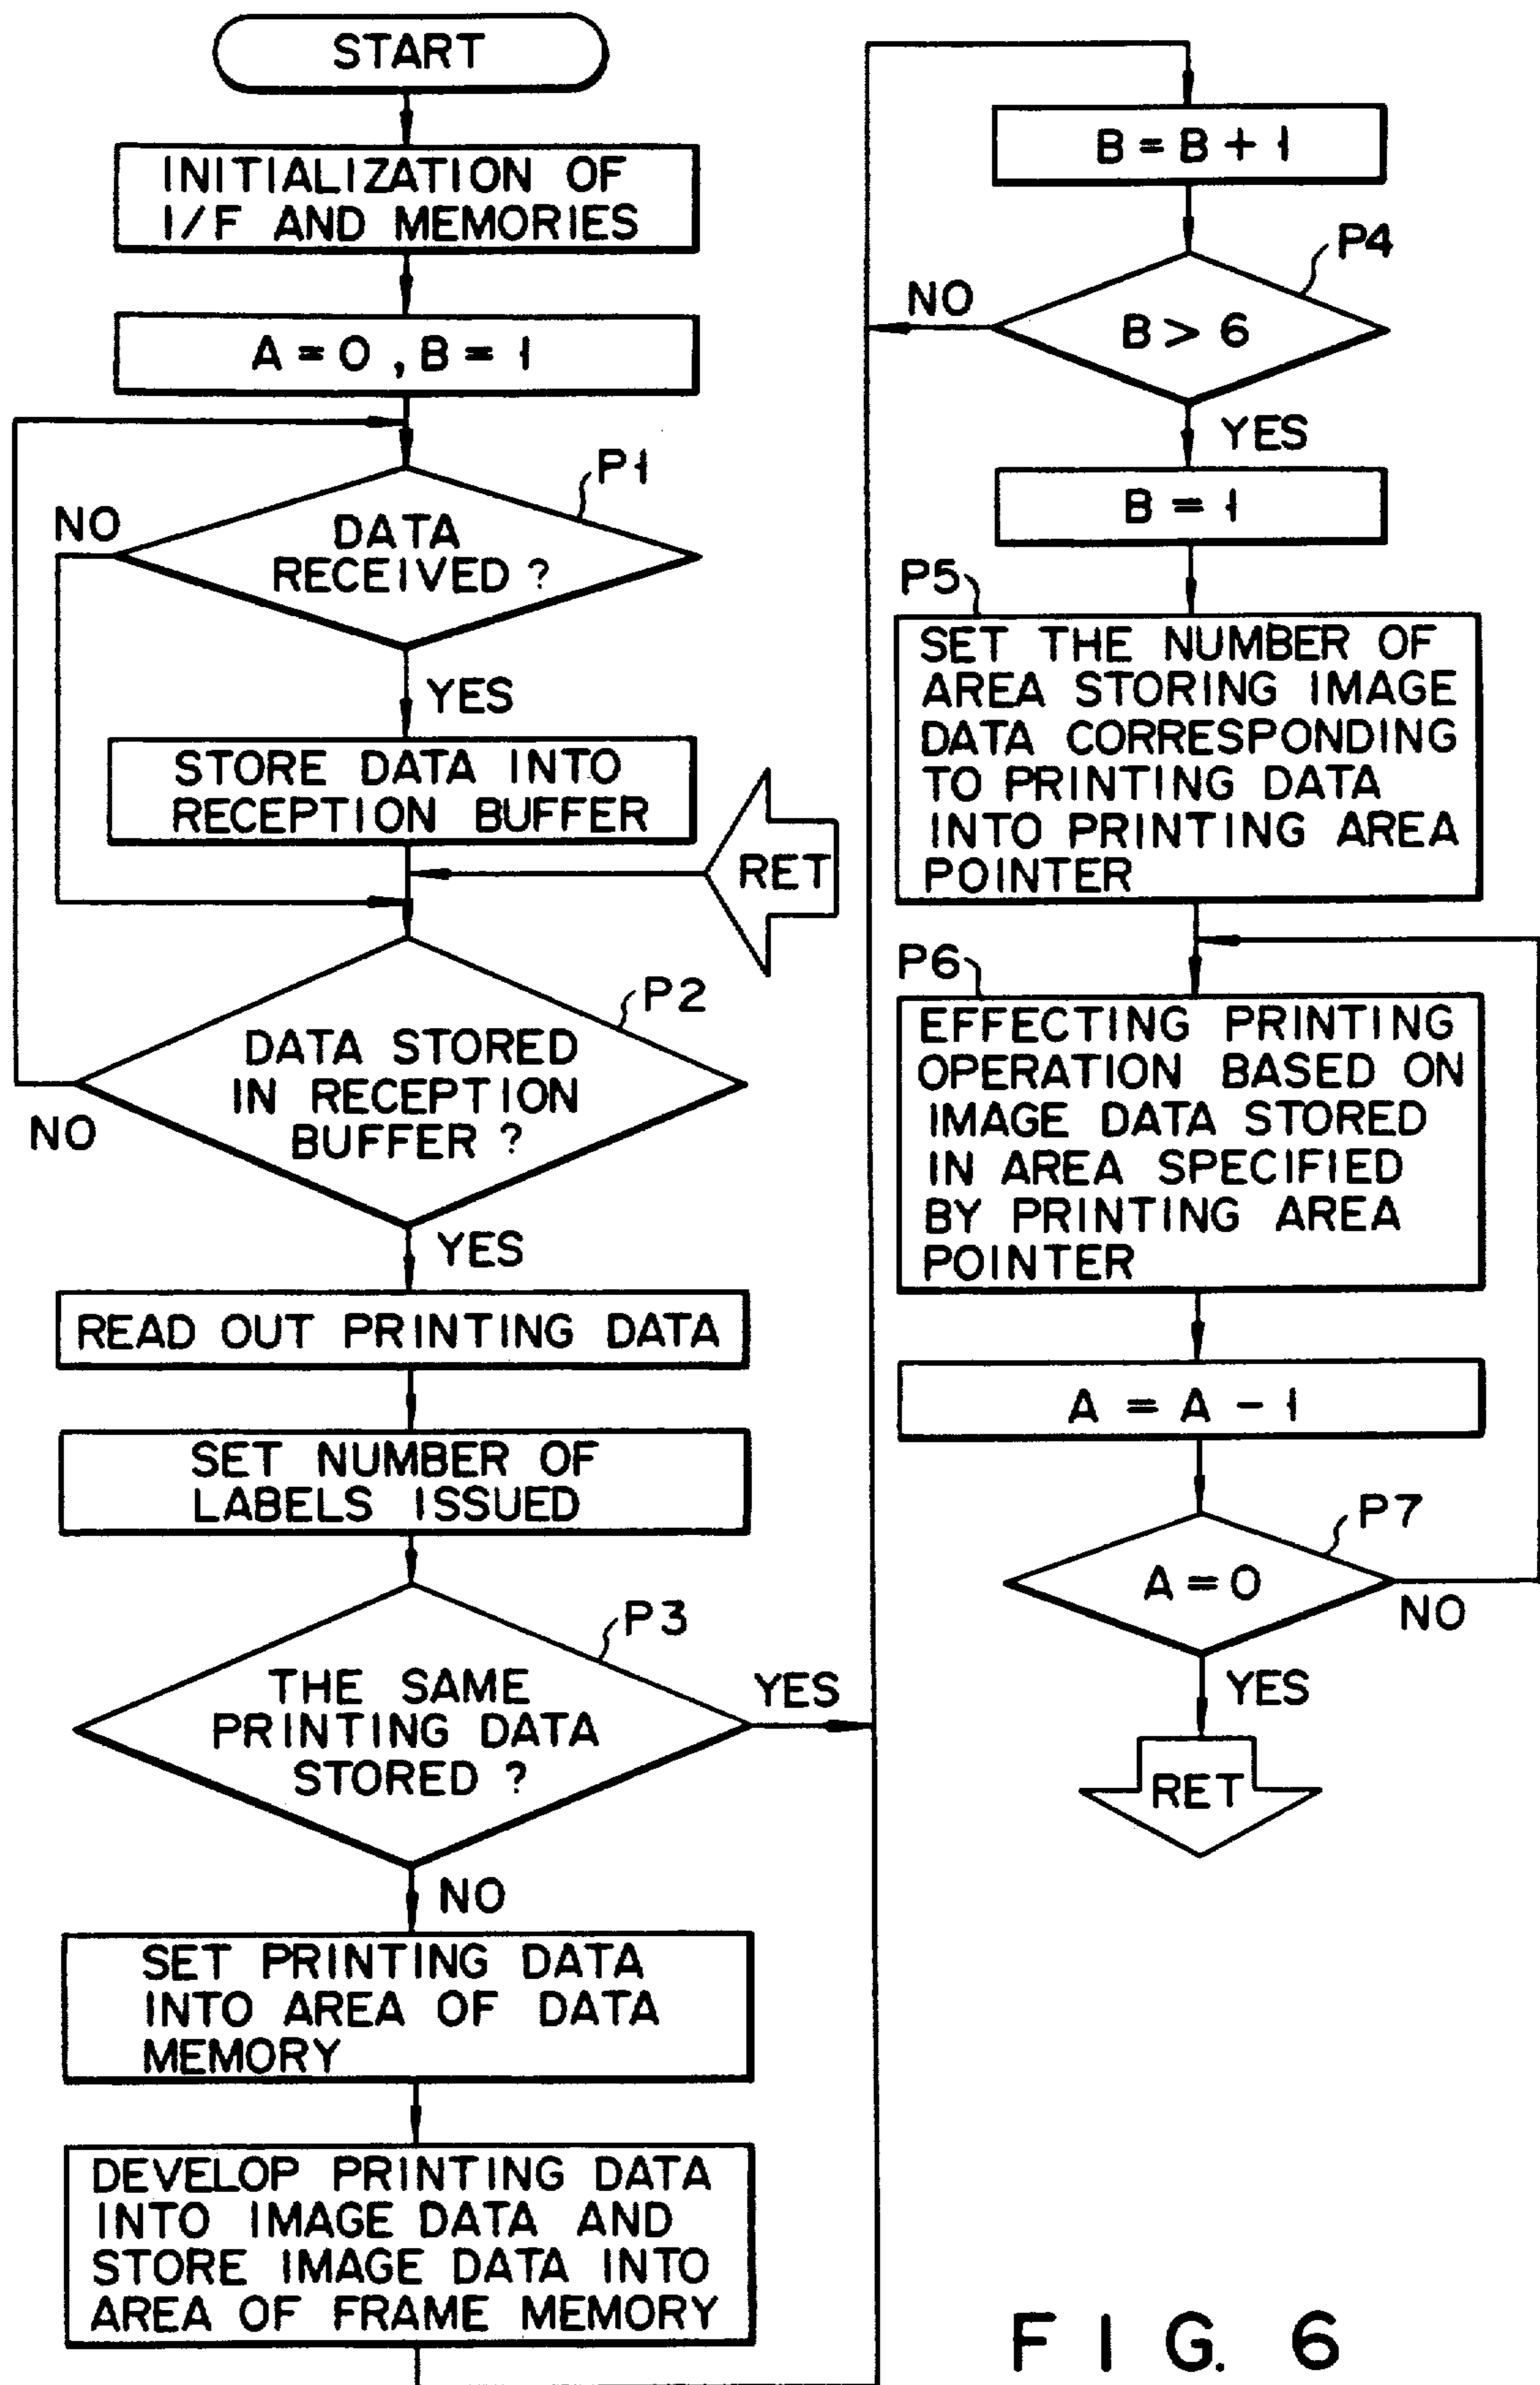 START
INITIALIZATION OF
I/F AND MEMORIES
A = 0 , B = 1
P1
NO
DATA
RECEIVED ?
YES
STORE DATA INTO
RECEPTION BUFFER
RET
P2
DATA STORED
IN RECEPTION
BUFFER ?
NO
YES
READ OUT PRINTING DATA
SET NUMBER OF
LABELS ISSUED
P3
THE SAME
PRINTING DATA
STORED ?
YES
NO
SET PRINTING DATA
INTO AREA OF DATA
MEMORY
DEVELOP PRINTING DATA
INTO IMAGE DATA AND
STORE IMAGE DATA INTO
AREA OF FRAME MEMORY
B = B + 1
P4
NO
B > 6
YES
B = 1
P5
SET THE NUMBER OF
AREA STORING IMAGE
DATA CORRESPONDING
TO PRINTING DATA
INTO PRINTING AREA
POINTER
P6
EFFECTING PRINTING
OPERATION BASED ON
IMAGE DATA STORED
IN AREA SPECIFIED
BY PRINTING AREA
POINTER
A = A - 1
P7
A = 0
NO
YES
RET
FIG. 6